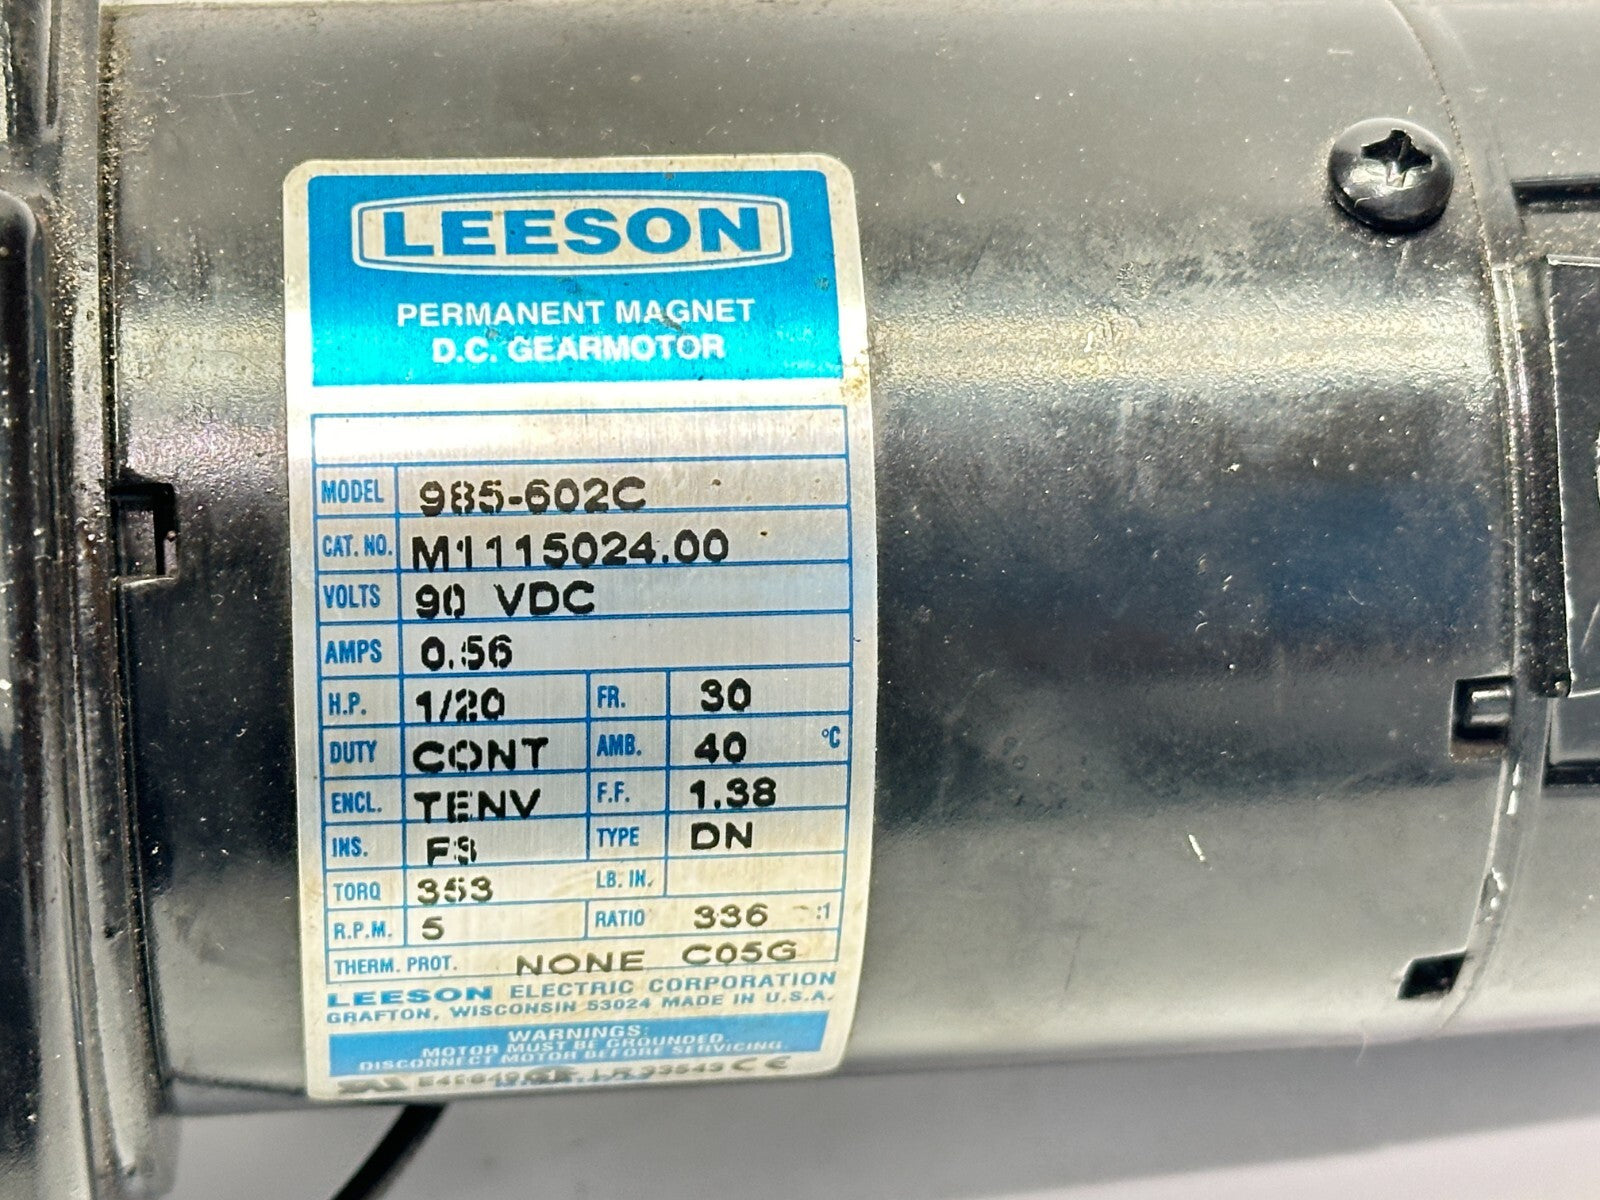 LEESON
PERMANENT MAGNET
D.C. GEARMOTOR
MODEL 985-602C
CAT. NO. M1115024.00
VOLTS 90 VDC
AMPS 0.56
H.P. 1/20 FR. 30
DUTY CONT AMB. 40 °C
ENCL. TENV F.F. 1.38
INS. TYPE DN
TORQ 353 LB. IN.
R.P.M. 5 RATIO 336 :1
THERM. PROT. NONE C05G
LEESON ELECTRIC CORPORATION
GRAFTON, WISCONSIN 53024 MADE IN U.S.A.
WARNINGS:
MOTOR MUST BE GROUNDED.
DISCONNECT MOTOR BEFORE SERVICING.
CE